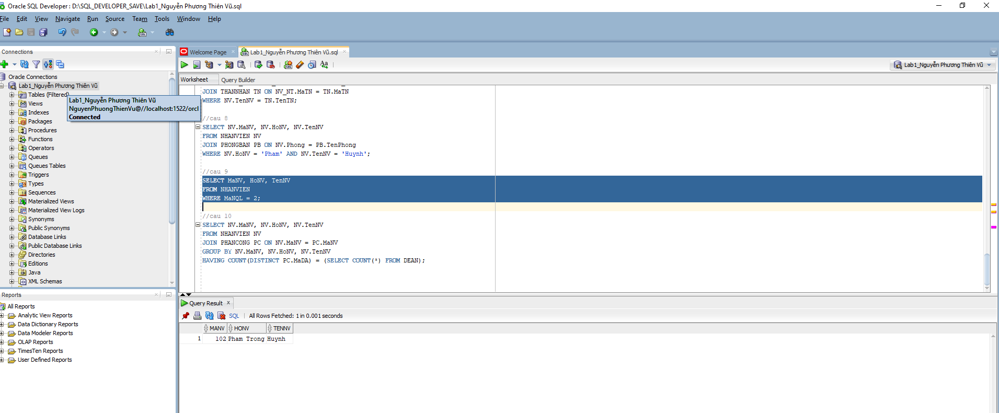 Oracle SQL Developer : D:\SQL_DEVELOPER_SAVE\Lab1_Nguyễn Phương Thiên Vũ.sql
File Edit View Navigate Run Source Team Tools Window Help
Connections
Oracle Connections
Lab1_Nguyễn Phương Thiên Vũ
Tables (Filtered)
Views
Indexes
Packages
Procedures
Functions
Operators
Queues
Queues Tables
Triggers
Types
Sequences
Materialized Views
Materialized View Logs
Synonyms
Public Synonyms
Database Links
Public Database Links
Directories
Editions
Java
XML Schemas
Lab1_Nguyễn Phương Thiên Vũ
NguyenPhuongThienVu@//localhost:1522/orcl
Connected
Reports
All Reports
Analytic View Reports
Data Dictionary Reports
Data Modeler Reports
OLAP Reports
TimesTen Reports
User Defined Reports
Welcome Page
Lab1_Nguyễn Phương Thiên Vũ.sql
Lab1_Nguyễn Phương Thiên Vũ
Worksheet Query Builder
JOIN THANNHAN TN ON NV_NT.MaTN = TN.MaTN
WHERE NV.TenNV = TN.TenTN;
//cau 8
SELECT NV.MaNV, NV.HoNV, NV.TenNV
FROM NHANVIEN NV
JOIN PHONGBAN PB ON NV.Phong = PB.TenPhong
WHERE NV.HoNV = 'Pham' AND NV.TenNV = 'Huynh';
//cau 9
SELECT MaNV, HoNV, TenNV
FROM NHANVIEN
WHERE MaNQL = 2;
//cau 10
SELECT NV.MaNV, NV.HoNV, NV.TenNV
FROM NHANVIEN NV
JOIN PHANCONG PC ON NV.MaNV = PC.MaNV
GROUP BY NV.MaNV, NV.HoNV, NV.TenNV
HAVING COUNT(DISTINCT PC.MaDA) = (SELECT COUNT(*) FROM DEAN);
Query Result
SQL | All Rows Fetched: 1 in 0.001 seconds
MANV HONV TENNV
1 102 Pham Trong Huynh